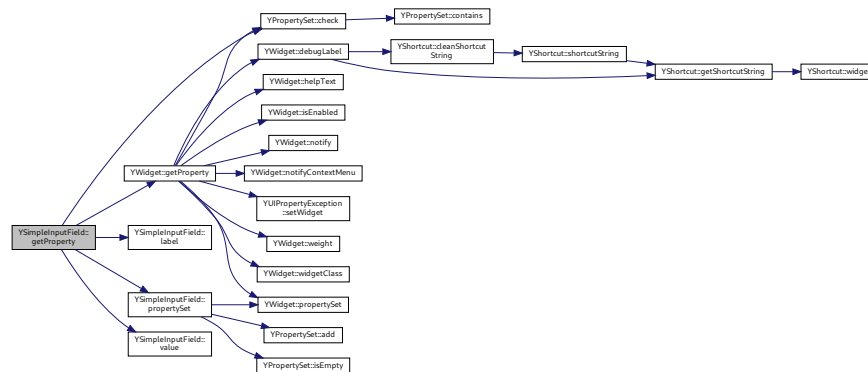 YPropertySet::check
YPropertySet::contains
YWidget::debugLabel
YShortcut::cleanShortcut
String
YShortcut::shortcutString
YShortcut::getShortcutString
YShortcut::widge
YWidget::helpText
YWidget::isEnabled
YWidget::notify
YWidget::getProperty
YWidget::notifyContextMenu
YUIPropertyException
::setWidget
YSimpleInputField::
getProperty
YSimpleInputField::
label
YWidget::weight
YWidget::widgetClass
YSimpleInputField::
propertySet
YWidget::propertySet
YPropertySet::add
YSimpleInputField::
value
YPropertySet::isEmpty